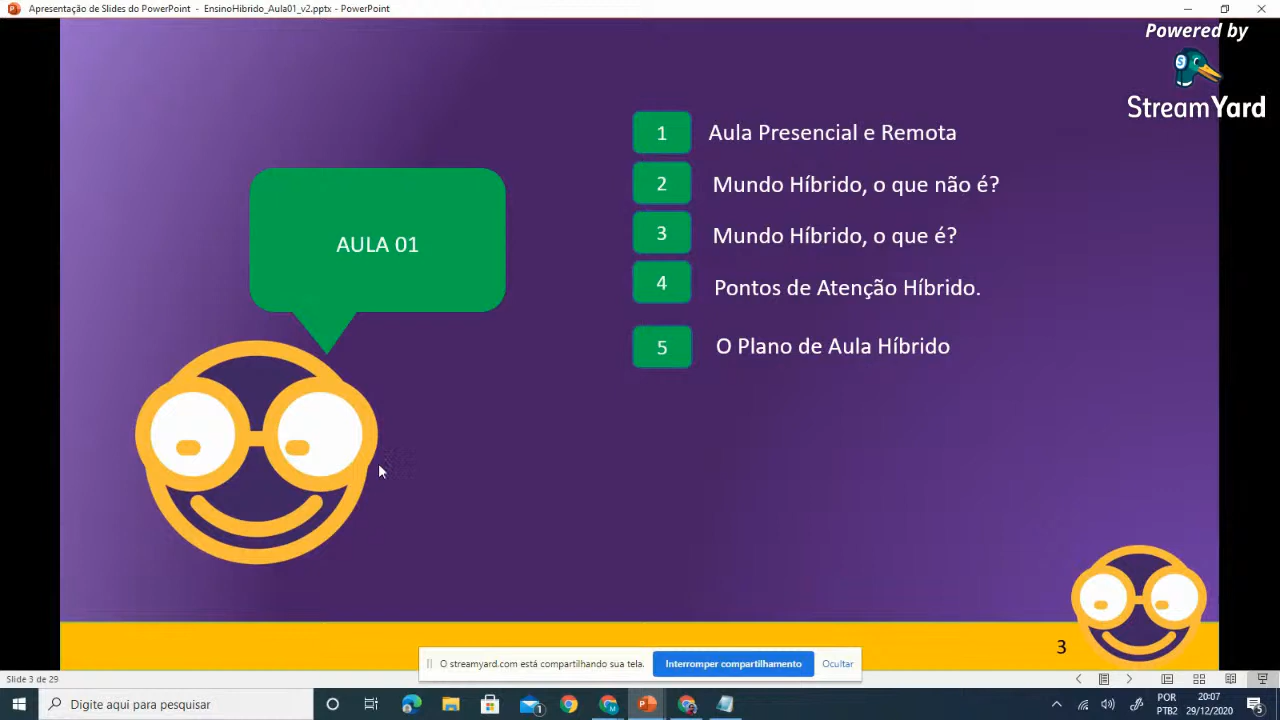 Apresentação de Slides do PowerPoint - EnsinoHibrido_Aula01_v2.pptx - PowerPoint
Powered by
StreamYard
1 Aula Presencial e Remota
2 Mundo Híbrido, o que não é?
3 Mundo Híbrido, o que é?
4 Pontos de Atenção Híbrido.
5 O Plano de Aula Híbrido
AULA 01
3
O streamyard.com está compartilhando sua tela. Interromper compartilhamento Ocultar
Slide 3 de 29
Digite aqui para pesquisar
POR
PTB2
20:07
29/12/2020